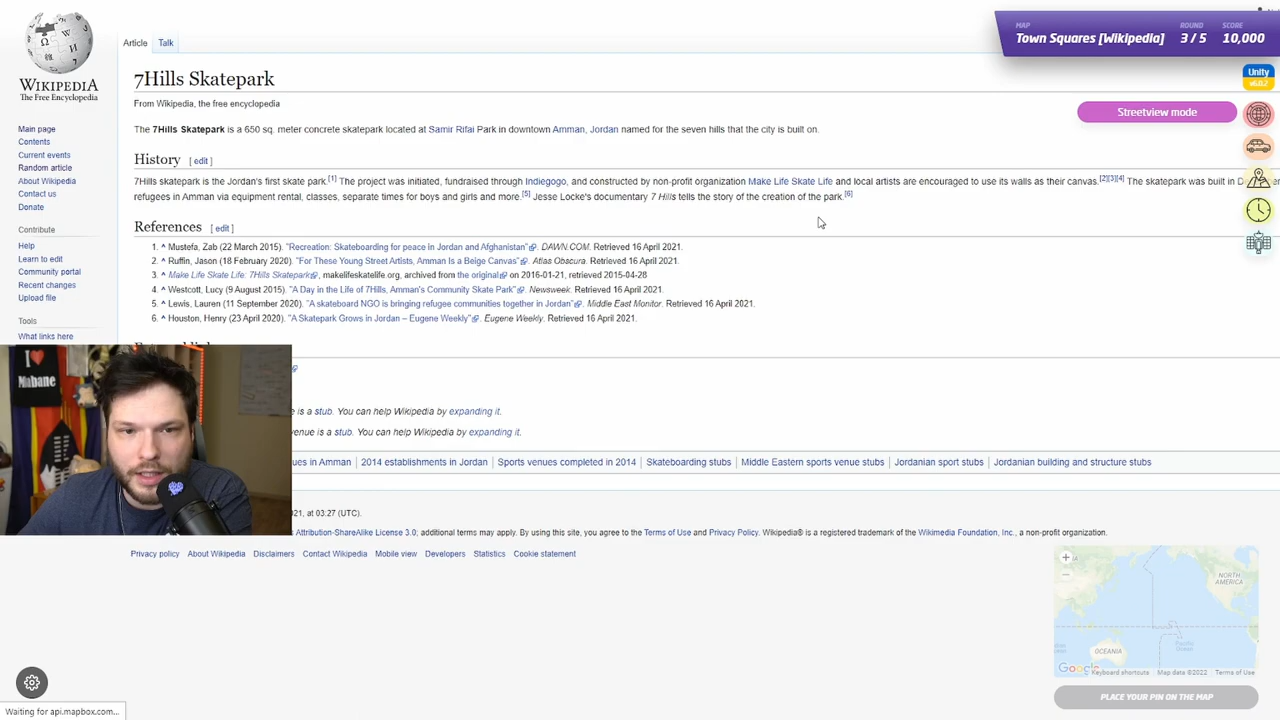 MAP
Town Squares [Wikipedia]
ROUND
3 / 5
SCORE
10,000
Unity
Streetview mode
WIKIPEDIA
The Free Encyclopedia
Main page
Contents
Current events
Random article
About Wikipedia
Contact us
Donate
Contribute
Help
Learn to edit
Community portal
Recent changes
Upload file
Tools
What links here
Article Talk
7Hills Skatepark
From Wikipedia, the free encyclopedia
The 7Hills Skatepark is a 650 sq. meter concrete skatepark located at Samir Rifai Park in downtown Amman, Jordan named for the seven hills that the city is built on.
History [ edit ]
7Hills skatepark is the Jordan's first skate park.[1] The project was initiated, fundraised through Indiegogo, and constructed by non-profit organization Make Life Skate Life and local artists are encouraged to use its walls as their canvas.[2][3][4] The skatepark was built in D
refugees in Amman via equipment rental, classes, separate times for boys and girls and more.[5] Jesse Locke's documentary 7 Hills tells the story of the creation of the park.[6]
References [ edit ]
1. ^ Mustefa, Zab (22 March 2015). "Recreation: Skateboarding for peace in Jordan and Afghanistan". DAWN.COM. Retrieved 16 April 2021.
2. ^ Ruffin, Jason (18 February 2020). "For These Young Street Artists, Amman Is a Beige Canvas". Atlas Obscura. Retrieved 16 April 2021.
3. ^ Make Life Skate Life: 7Hills Skatepark, makelifeskatelife.org, archived from the original on 2016-01-21, retrieved 2015-04-28
4. ^ Westcott, Lucy (9 August 2015). "A Day in the Life of 7Hills, Amman's Community Skate Park". Newsweek. Retrieved 16 April 2021.
5. ^ Lewis, Lauren (11 September 2020). "A skateboard NGO is bringing refugee communities together in Jordan". Middle East Monitor. Retrieved 16 April 2021.
6. ^ Houston, Henry (23 April 2020). "A Skatepark Grows in Jordan – Eugene Weekly". Eugene Weekly. Retrieved 16 April 2021.
e is a stub. You can help Wikipedia by expanding it.
venue is a stub. You can help Wikipedia by expanding it.
ues in Amman | 2014 establishments in Jordan | Sports venues completed in 2014 | Skateboarding stubs | Middle Eastern sports venue stubs | Jordanian sport stubs | Jordanian building and structure stubs
21, at 03:27 (UTC).
Attribution-ShareAlike License 3.0; additional terms may apply. By using this site, you agree to the Terms of Use and Privacy Policy. Wikipedia® is a registered trademark of the Wikimedia Foundation, Inc., a non-profit organization.
Privacy policy About Wikipedia Disclaimers Contact Wikipedia Mobile view Developers Statistics Cookie statement
I
Mabane
NORTH
AMERICA
OCEANIA
Pacific
Ocean
Google
Keyboard shortcuts Map data ©2022 Terms of Use
PLACE YOUR PIN ON THE MAP
Waiting for api.mapbox.com...